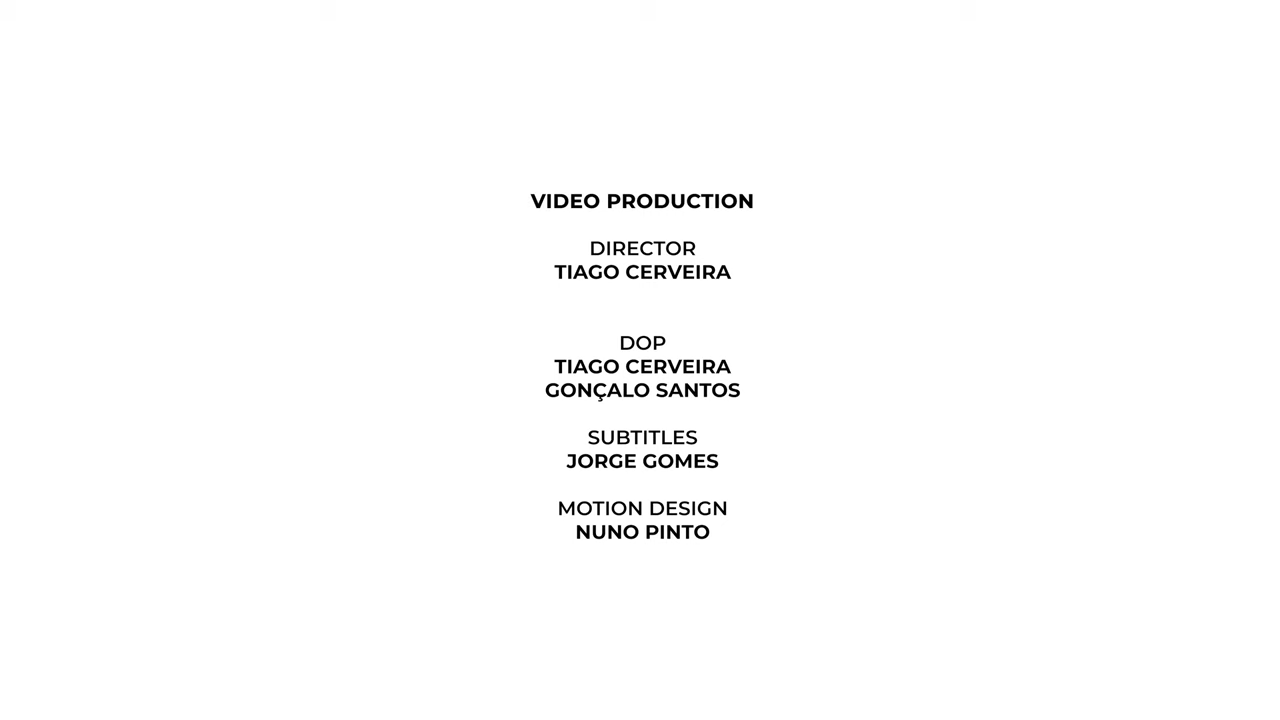 VIDEO PRODUCTION
DIRECTOR
TIAGO CERVEIRA
DOP
TIAGO CERVEIRA
GONÇALO SANTOS
SUBTITLES
JORGE GOMES
MOTION DESIGN
NUNO PINTO